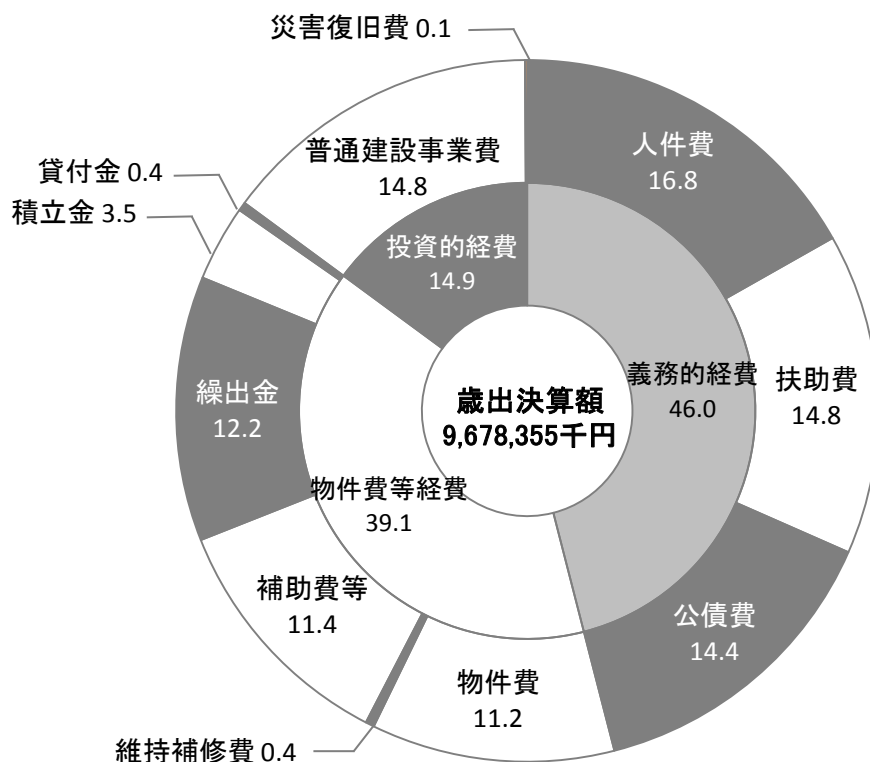 災害復旧費 0.1
人件費
16.8
扶助費
14.8
公債費
14.4
物件費
11.2
維持補修費 0.4
補助費等
11.4
繰出金
12.2
積立金 3.5
貸付金 0.4
普通建設事業費
14.8
投資的経費
14.9
義務的経費
46.0
物件費等経費
39.1
歳出決算額
9,678,355千円